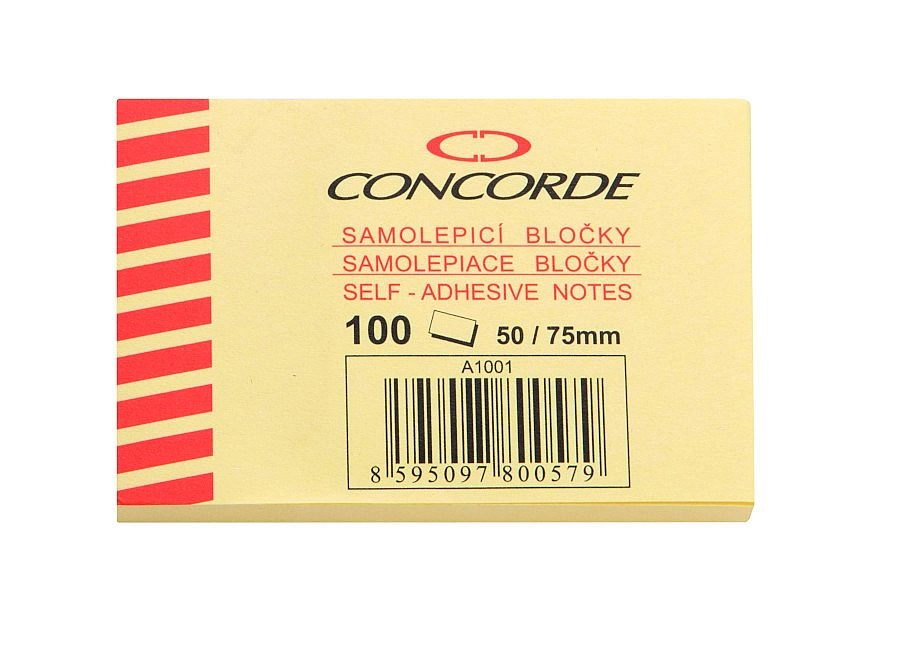 CONCORDE
SAMOLEPICÍ BLOČKY
SAMOLEPIACE BLOČKY
SELF - ADHESIVE NOTES
100 50 / 75mm
A1001
8 595097 800579